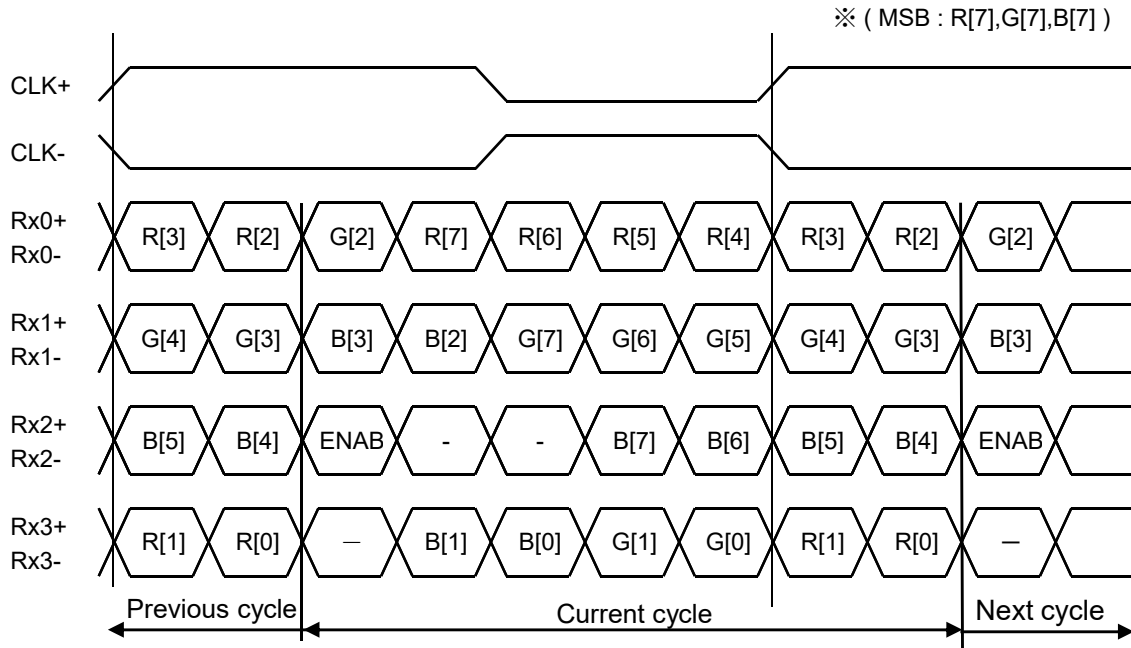 ※ ( MSB : R[7],G[7],B[7] )
CLK+
CLK-
Rx0+
Rx0-
R[3] R[2] G[2] R[7] R[6] R[5] R[4] R[3] R[2] G[2]
Rx1+
Rx1-
G[4] G[3] B[3] B[2] G[7] G[6] G[5] G[4] G[3] B[3]
Rx2+
Rx2-
B[5] B[4] ENAB - - B[7] B[6] B[5] B[4] ENAB
Rx3+
Rx3-
R[1] R[0] － B[1] B[0] G[1] G[0] R[1] R[0] －
Previous cycle Current cycle Next cycle